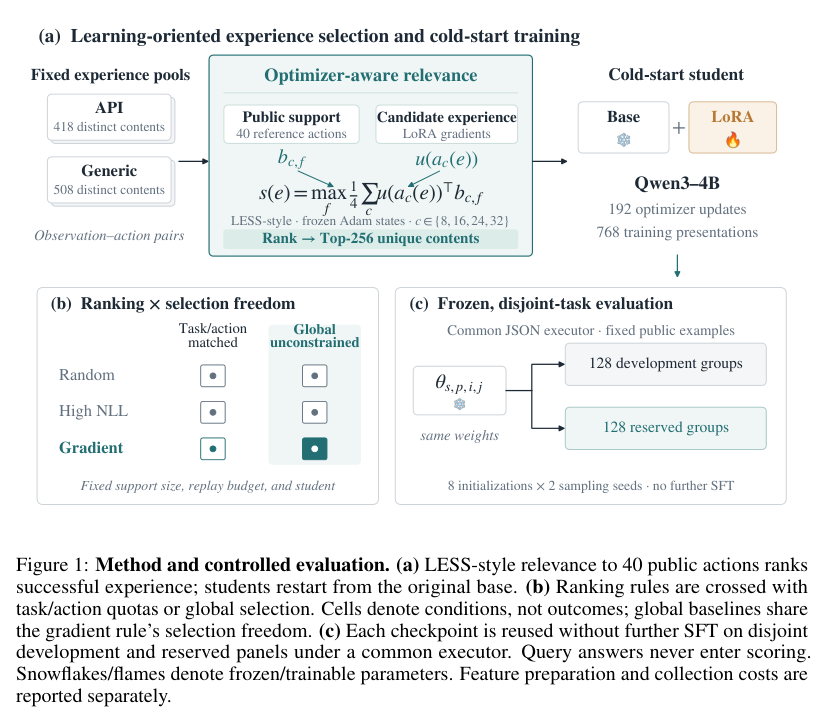 (a) Learning-oriented experience selection and cold-start training
Fixed experience pools
API
418 distinct contents
Generic
508 distinct contents
Observation–action pairs
Optimizer-aware relevance
Public support
40 reference actions
Candidate experience
LoRA gradients
b_{c,f}
u(a_c(e))
s(e) = max_f 1/4 ∑_c u(a_c(e))^⊤ b_{c,f}
LESS-style · frozen Adam states · c ∈ {8, 16, 24, 32}
Rank → Top-256 unique contents
Cold-start student
Base + LoRA
Qwen3–4B
192 optimizer updates
768 training presentations
(b) Ranking × selection freedom
Task/action
matched
Global
unconstrained
Random
High NLL
Gradient
Fixed support size, replay budget, and student
(c) Frozen, disjoint-task evaluation
Common JSON executor · fixed public examples
θ_{s,p,i,j}
same weights
128 development groups
128 reserved groups
8 initializations × 2 sampling seeds · no further SFT
Figure 1: Method and controlled evaluation. (a) LESS-style relevance to 40 public actions ranks
successful experience; students restart from the original base. (b) Ranking rules are crossed with
task/action quotas or global selection. Cells denote conditions, not outcomes; global baselines share
the gradient rule's selection freedom. (c) Each checkpoint is reused without further SFT on disjoint
development and reserved panels under a common executor. Query answers never enter scoring.
Snowflakes/flames denote frozen/trainable parameters. Feature preparation and collection costs are
reported separately.